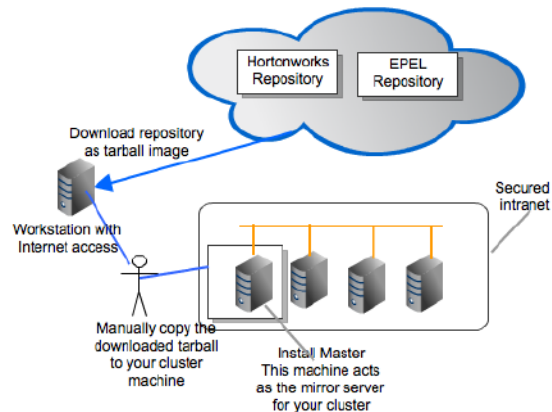 Hortonworks
Repository
EPEL
Repository
Download repository
as tarball image
Secured
intranet
Workstation with
Internet access
Manually copy the
downloaded tarball
to your cluster
machine
Install Master
This machine acts
as the mirror server
for your cluster